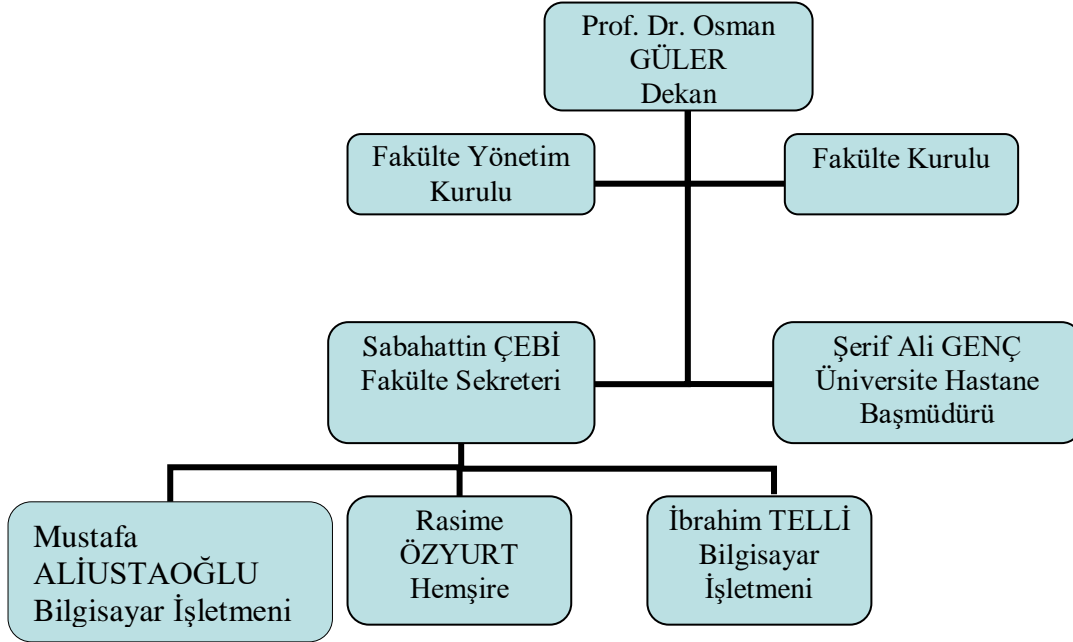 Prof. Dr. Osman
GÜLER
Dekan
Fakülte Yönetim
Kurulu
Fakülte Kurulu
Sabahattin ÇEBİ
Fakülte Sekreteri
Şerif Ali GENÇ
Üniversite Hastane
Başmüdürü
Mustafa
ALİUSTAOĞLU
Bilgisayar İşletmeni
Rasime
ÖZYURT
Hemşire
İbrahim TELLİ
Bilgisayar
İşletmeni